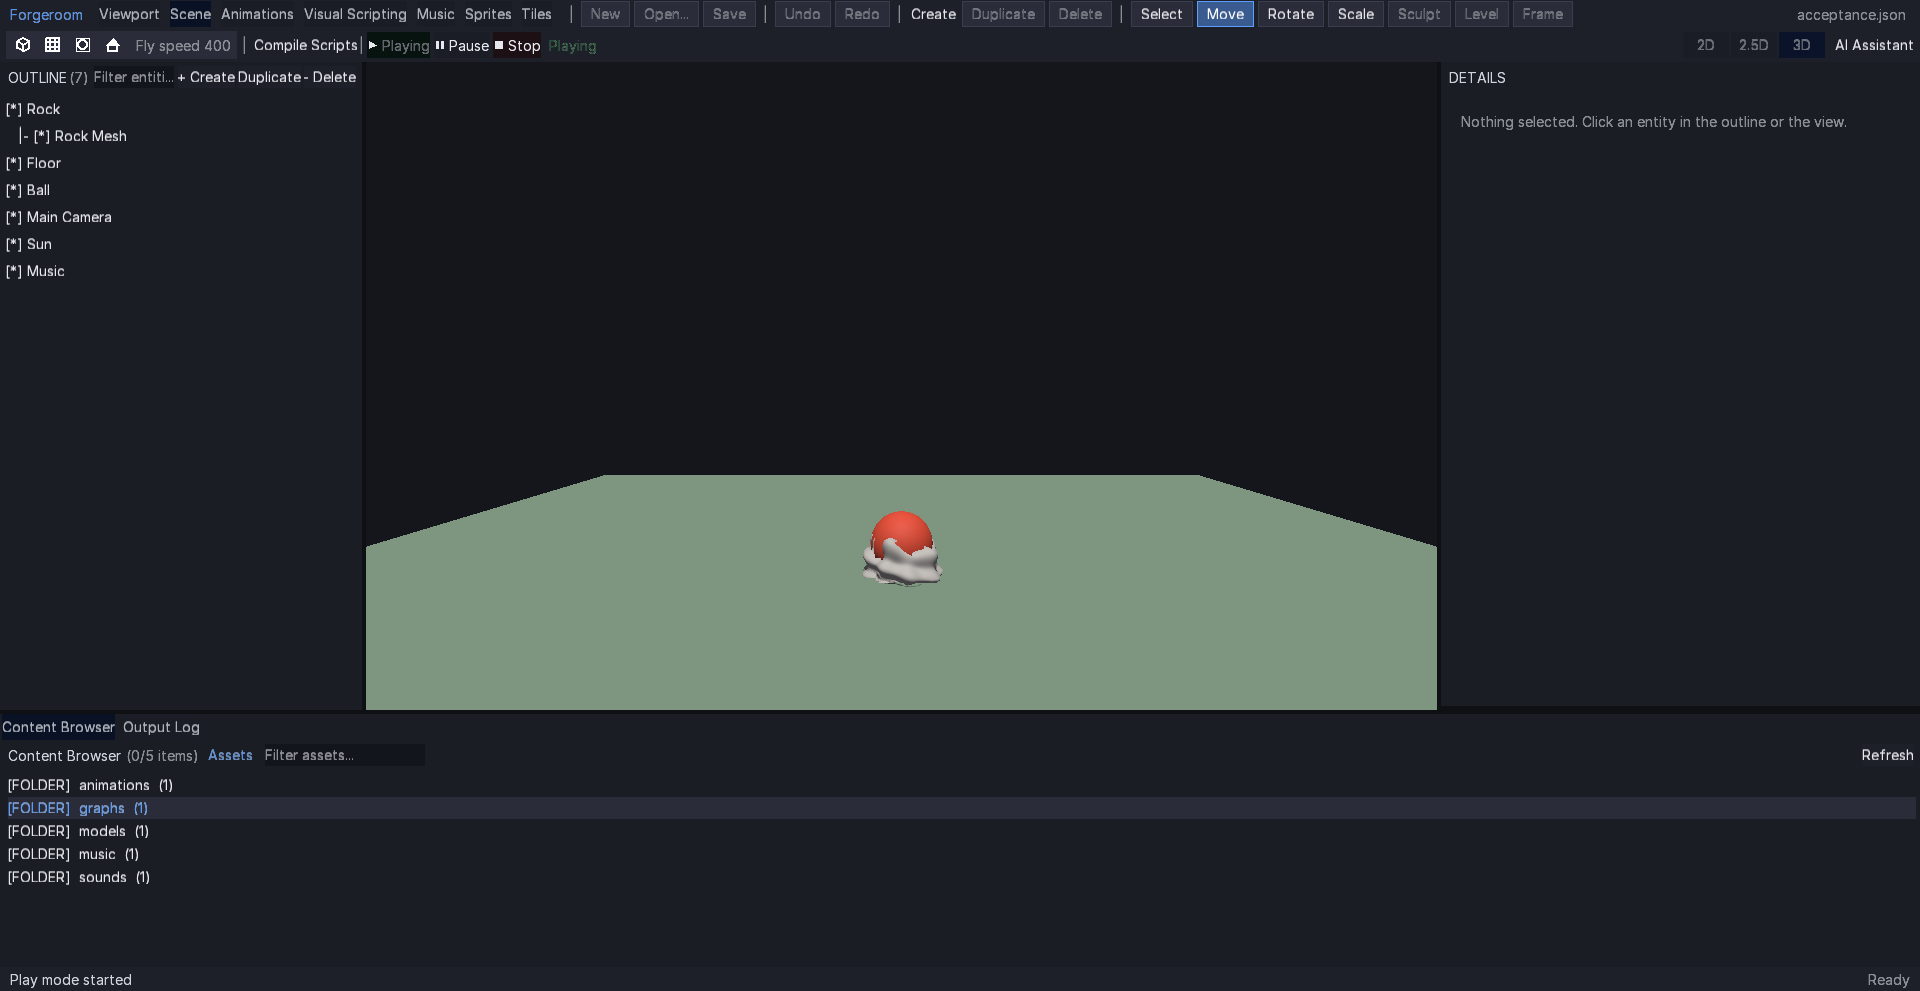 Forgeroom Viewport Scene Animations Visual Scripting Music Sprites Tiles | New Open... Save | Undo Redo | Create Duplicate Delete | Select Move Rotate Scale Sculpt Level Frame acceptance.json
Fly speed 400 | Compile Scripts | Playing Pause Stop Playing 2D 2.5D 3D AI Assistant
OUTLINE (7) Filter entiti... + Create Duplicate - Delete
[*] Rock
|- [*] Rock Mesh
[*] Floor
[*] Ball
[*] Main Camera
[*] Sun
[*] Music
DETAILS
Nothing selected. Click an entity in the outline or the view.
Content Browser Output Log
Content Browser (0/5 items) Assets Filter assets... Refresh
[FOLDER] animations (1)
[FOLDER] graphs (1)
[FOLDER] models (1)
[FOLDER] music (1)
[FOLDER] sounds (1)
Play mode started Ready